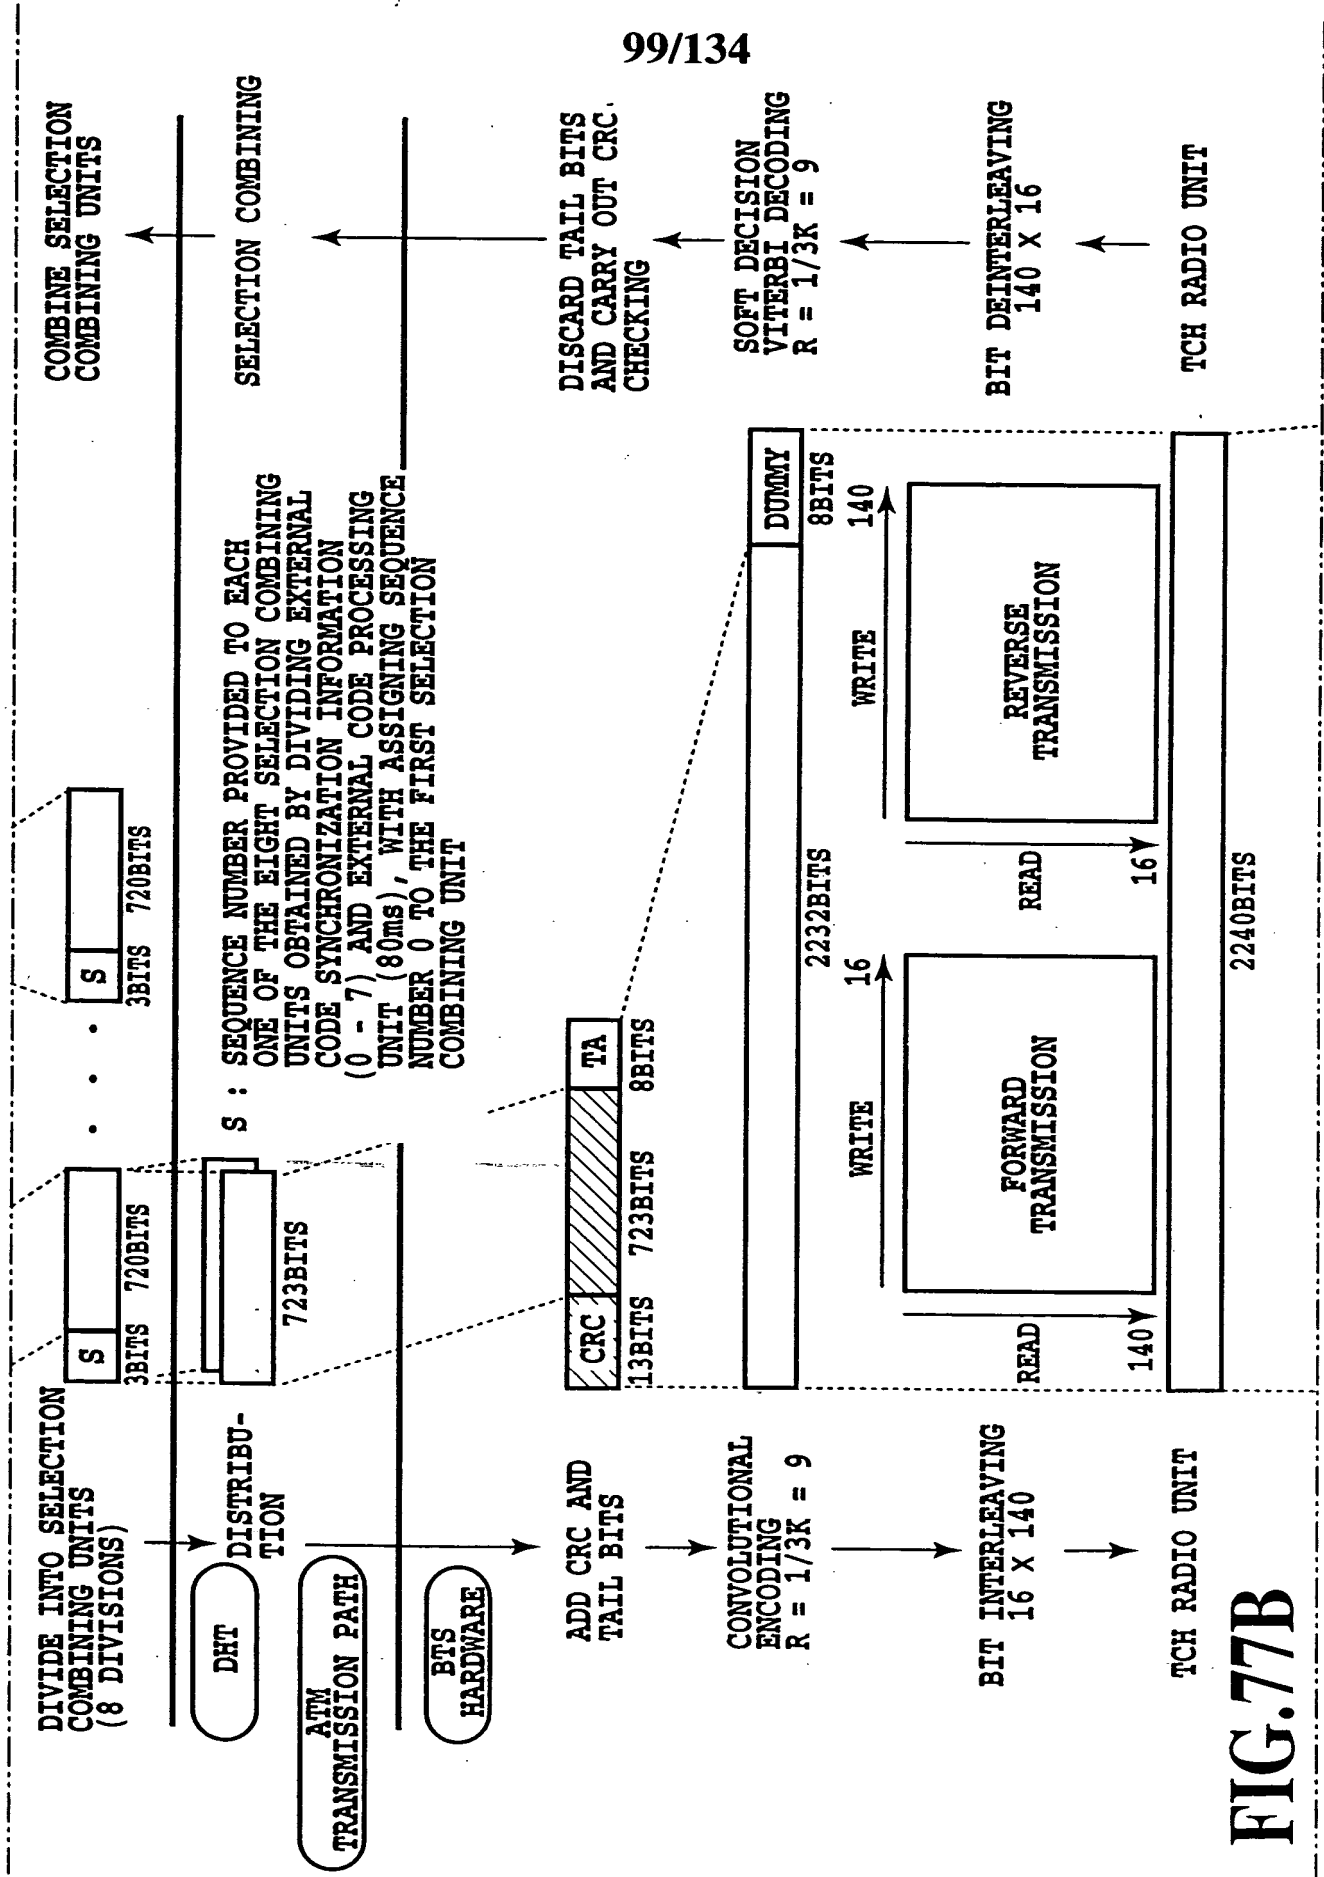 99/134
DIVIDE INTO SELECTION
COMBINING UNITS
(8 DIVISIONS)
S
3BITS 720BITS
S
3BITS 720BITS
COMBINE SELECTION
COMBINING UNITS
DHT
DISTRIBU-
TION
723BITS
S : SEQUENCE NUMBER PROVIDED TO EACH
ONE OF THE EIGHT SELECTION COMBINING
UNITS OBTAINED BY DIVIDING EXTERNAL
CODE SYNCHRONIZATION INFORMATION
(0 - 7) AND EXTERNAL CODE PROCESSING
UNIT (80ms), WITH ASSIGNING SEQUENCE
NUMBER 0 TO THE FIRST SELECTION
COMBINING UNIT
SELECTION COMBINING
ATM
TRANSMISSION PATH
BTS
HARDWARE
ADD CRC AND
TAIL BITS
CRC
TA
13BITS 723BITS 8BITS
DISCARD TAIL BITS
AND CARRY OUT CRC
CHECKING
CONVOLUTIONAL
ENCODING
R = 1/3K = 9
DUMMY
2232BITS
8BITS
SOFT DECISION
VITERBI DECODING
R = 1/3K = 9
BIT INTERLEAVING
16 X 140
WRITE
16
READ
140
FORWARD
TRANSMISSION
WRITE
140
READ
16
REVERSE
TRANSMISSION
BIT DEINTERLEAVING
140 X 16
TCH RADIO UNIT
2240BITS
TCH RADIO UNIT
FIG.77B